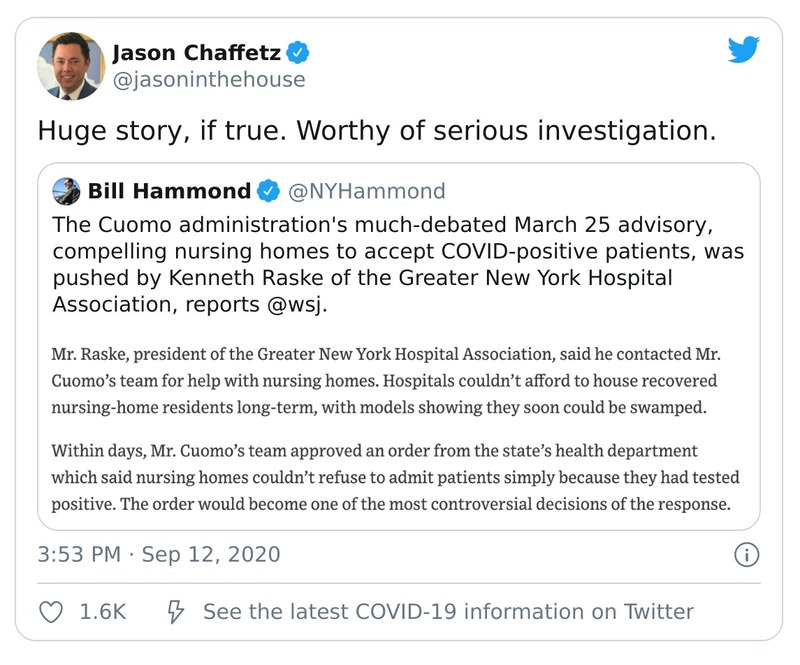 Jason Chaffetz
@jasoninthehouse
Huge story, if true. Worthy of serious investigation.
Bill Hammond @NYHammond
The Cuomo administration's much-debated March 25 advisory,
compelling nursing homes to accept COVID-positive patients, was
pushed by Kenneth Raske of the Greater New York Hospital
Association, reports @wsj.
Mr. Raske, president of the Greater New York Hospital Association, said he contacted Mr.
Cuomo’s team for help with nursing homes. Hospitals couldn’t afford to house recovered
nursing-home residents long-term, with models showing they soon could be swamped.
Within days, Mr. Cuomo’s team approved an order from the state’s health department
which said nursing homes couldn’t refuse to admit patients simply because they had tested
positive. The order would become one of the most controversial decisions of the response.
3:53 PM · Sep 12, 2020
1.6K See the latest COVID-19 information on Twitter